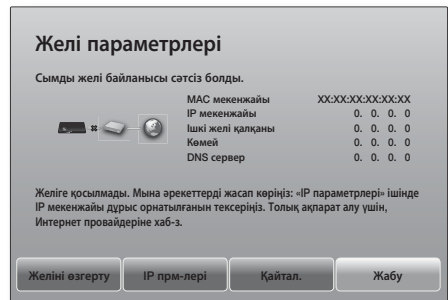 Желі параметрлері
Сымды желі байланысы сәтсіз болды.
MAC мекенжайы XX:XX:XX:XX:XX:XX
IP мекенжайы 0. 0. 0. 0
Ішкі желі қалқаны 0. 0. 0. 0
Көмей 0. 0. 0. 0
DNS сервер 0. 0. 0. 0
Желіге қосылмады. Мына әрекеттерді жасап көріңіз: «IP параметрлері» ішінде
IP мекенжайы дұрыс орнатылғанын тексеріңіз. Толық ақпарат алу үшін,
Интернет провайдеріне хаб-з.
Желіні өзгерту IP прм-лері Қайтал. Жабу